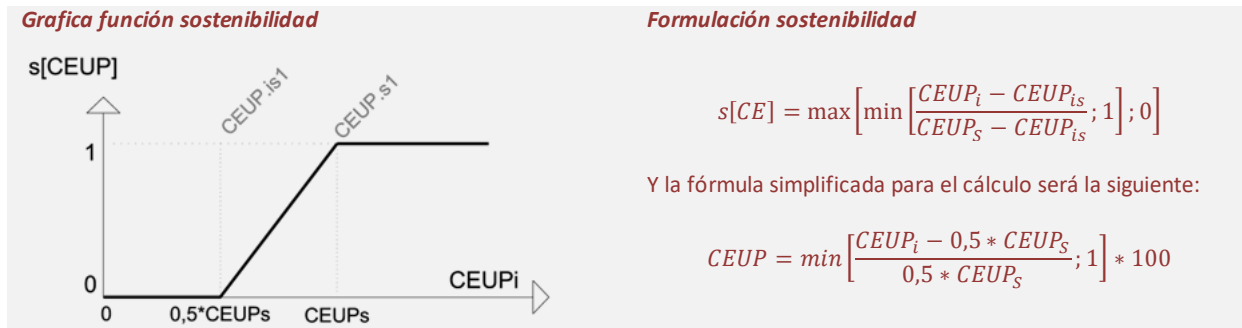 Grafica función sostenibilidad
s[CEUP]
CEUP.is1
CEUP.s1
1
0
CEUPi
0
0,5*CEUPs
CEUPs
Formulación sostenibilidad
s[CE] = max[min[(CEUP_i − CEUP_is)/(CEUP_S − CEUP_is); 1]; 0]
Y la fórmula simplificada para el cálculo será la siguiente:
CEUP = min[(CEUP_i − 0,5 * CEUP_S)/(0,5 * CEUP_S); 1] * 100